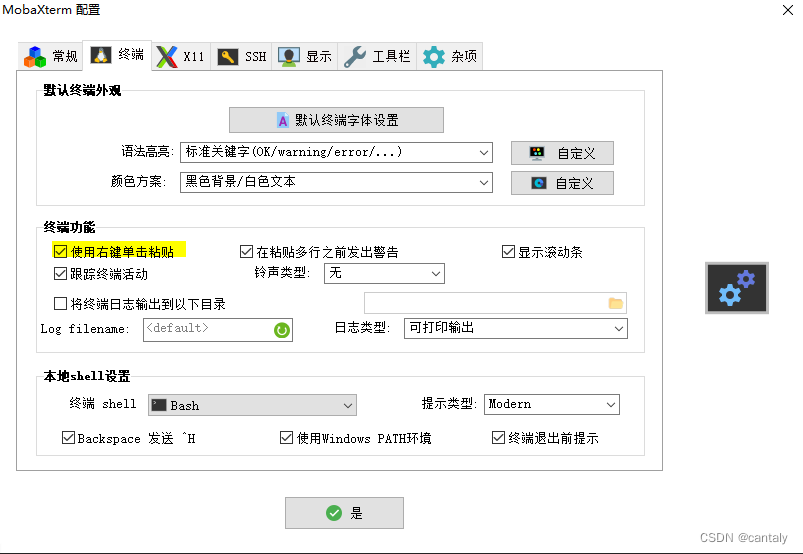 MobaXterm 配置
常规 终端 X11 SSH 显示 工具栏 杂项
默认终端外观
默认终端字体设置
语法高亮: 标准关键字(OK/warning/error/...) 自定义
颜色方案: 黑色背景/白色文本 自定义
终端功能
使用右键单击粘贴 在粘贴多行之前发出警告 显示滚动条
跟踪终端活动 铃声类型: 无
将终端日志输出到以下目录
Log filename: <default> 日志类型: 可打印输出
本地shell设置
终端 shell Bash 提示类型: Modern
Backspace 发送 ^H 使用Windows PATH环境 终端退出前提示
是
CSDN @cantaly